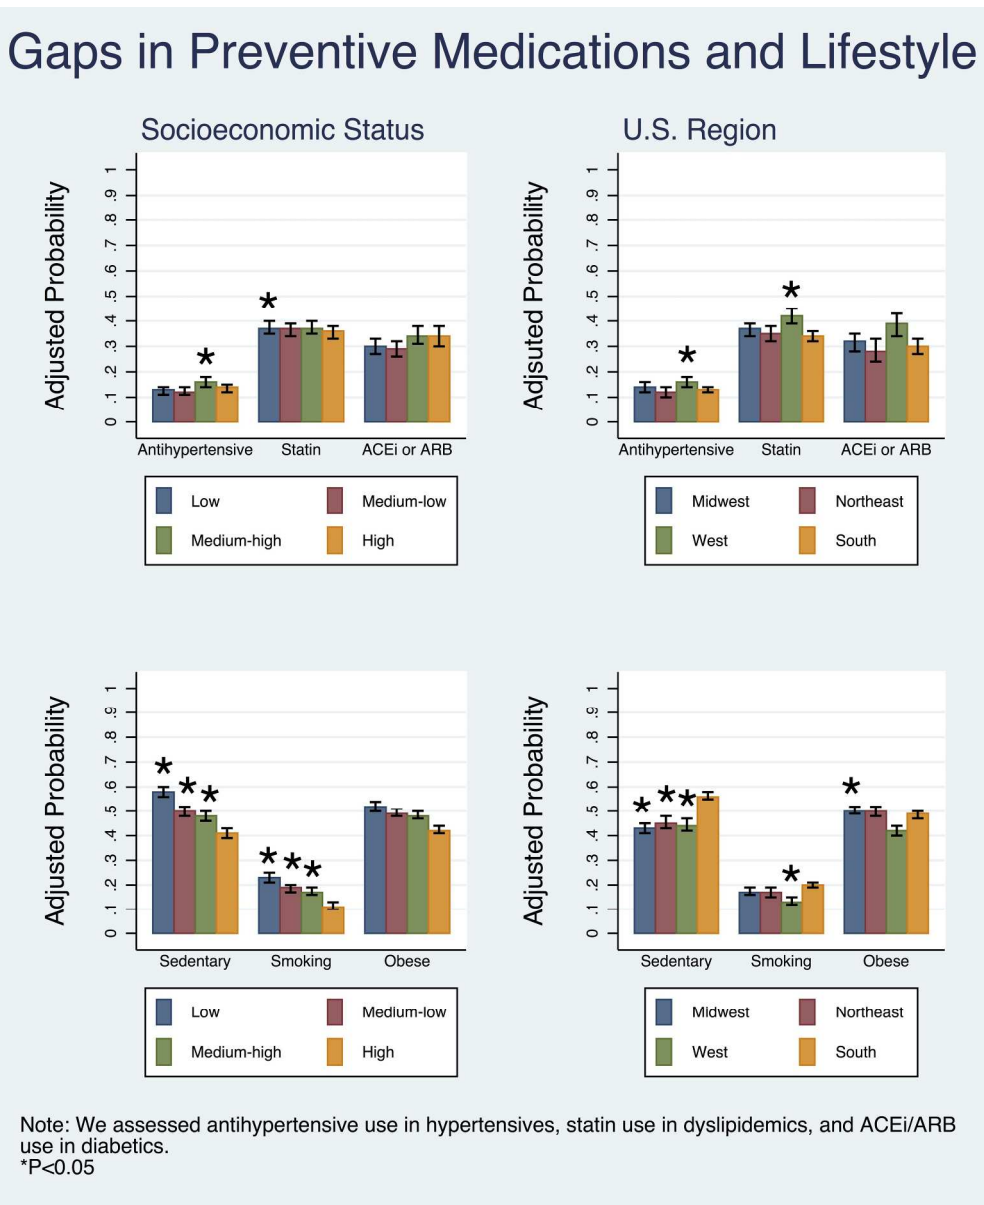 Gaps in Preventive Medications and Lifestyle
Socioeconomic Status
Adjusted Probability
1
.9
.8
.7
.6
.5
.4
.3
.2
.1
0
*
*
Antihypertensive Statin ACEi or ARB
Low Medium-low
Medium-high High
U.S. Region
Adjsuted Probability
1
.9
.8
.7
.6
.5
.4
.3
.2
.1
0
*
*
Antihypertensive Statin ACEi or ARB
Midwest Northeast
West South
Adjusted Probability
1
.9
.8
.7
.6
.5
.4
.3
.2
.1
0
* * *
* * *
Sedentary Smoking Obese
Low Medium-low
Medium-high High
Adjusted Probability
1
.9
.8
.7
.6
.5
.4
.3
.2
.1
0
* * * *
*
Sedentary Smoking Obese
Midwest Northeast
West South
Note: We assessed antihypertensive use in hypertensives, statin use in dyslipidemics, and ACEi/ARB
use in diabetics.
*P<0.05